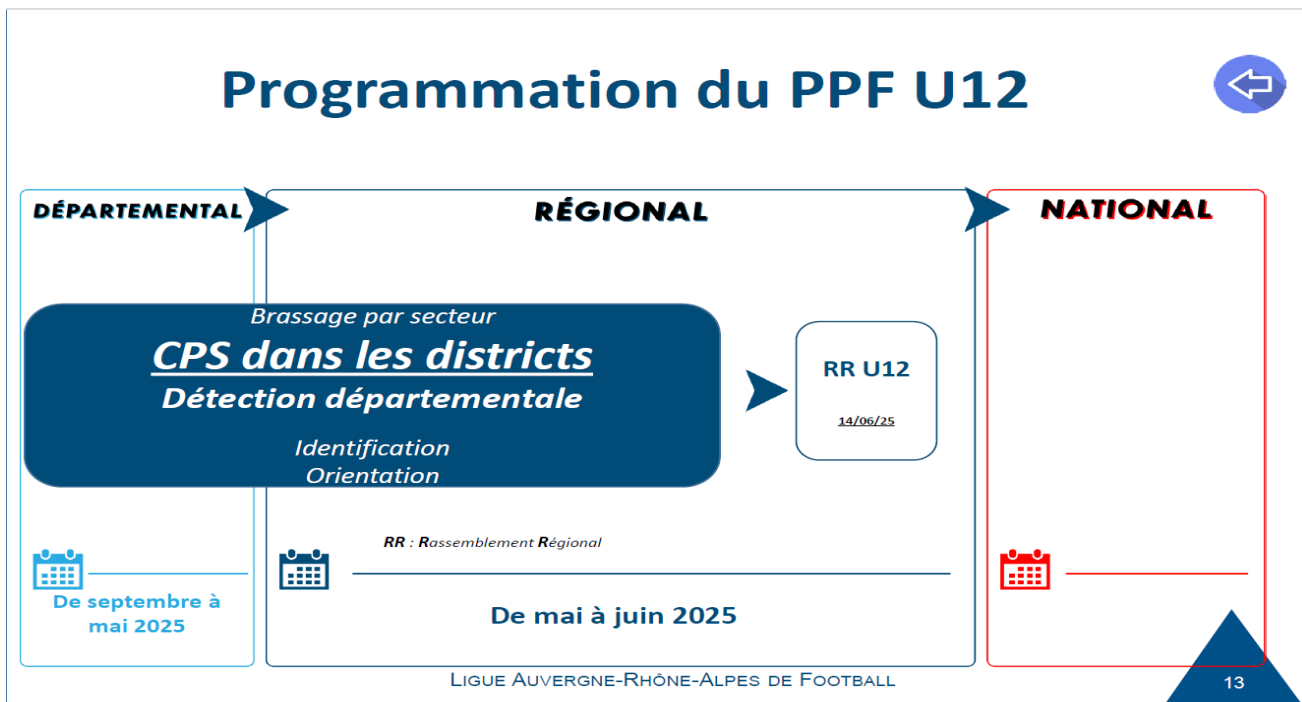 Programmation du PPF U12
DÉPARTEMENTAL
RÉGIONAL
NATIONAL
Brassage par secteur
CPS dans les districts
Détection départementale
Identification
Orientation
RR U12
14/06/25
RR : Rassemblement Régional
De septembre à
mai 2025
De mai à juin 2025
LIGUE AUVERGNE-RHÔNE-ALPES DE FOOTBALL
13